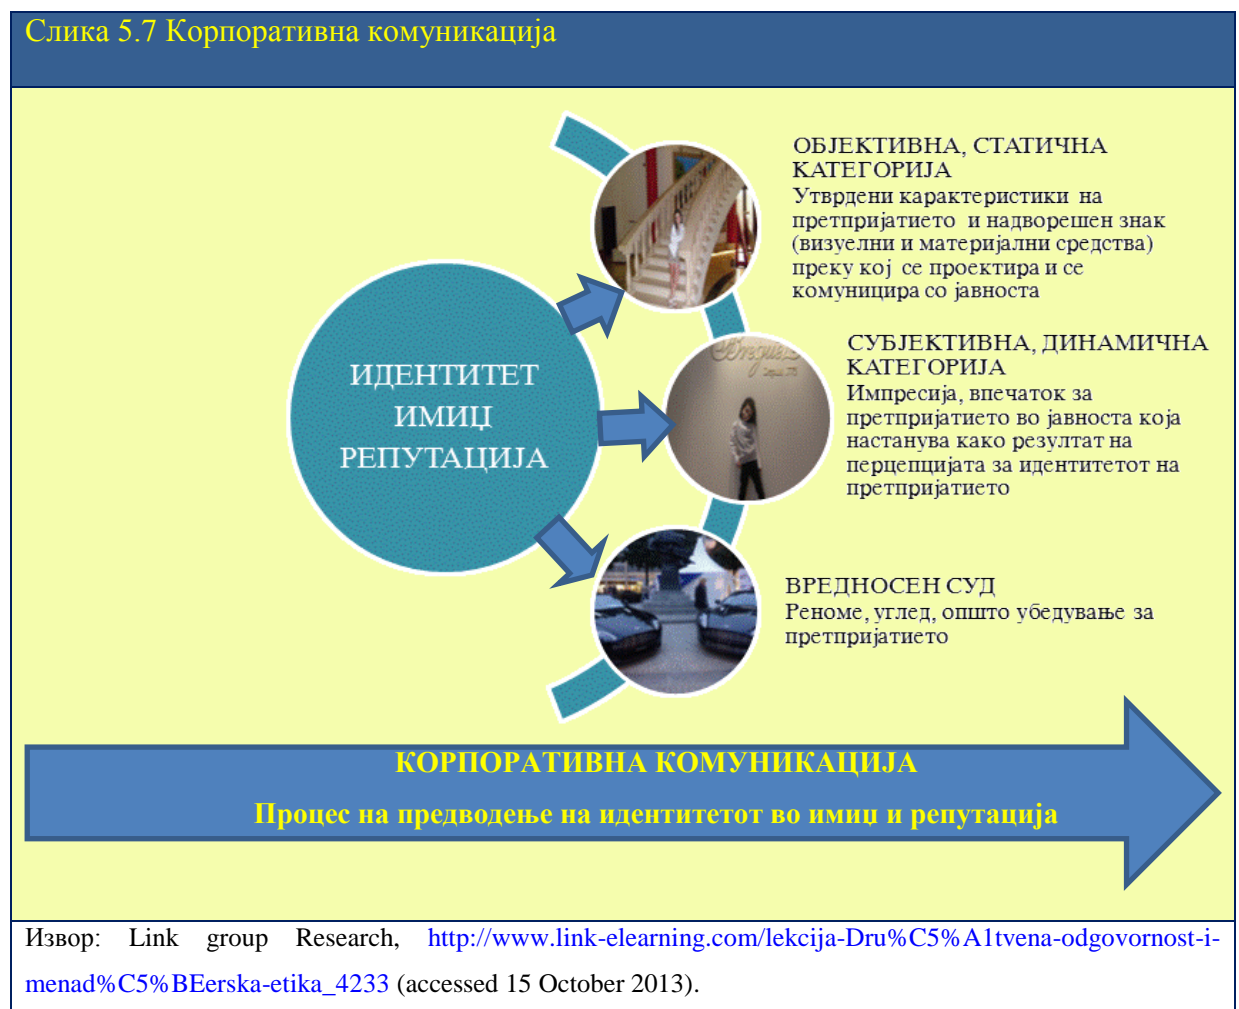 Слика 5.7 Корпоративна комуникација
ОБЈЕКТИВНА, СТАТИЧНА
КАТЕГОРИЈА
Утврдени карактеристики на
претпријатието и надворешен знак
(визуелни и материјални средства)
преку кој се проектира и се
комуницира со јавноста
ИДЕНТИТЕТ
ИМИЏ
РЕПУТАЦИЈА
СУБЈЕКТИВНА, ДИНАМИЧНА
КАТЕГОРИЈА
Импресија, впечаток за
претпријатието во јавноста која
настанува како резултат на
перцепцијата за идентитетот на
претпријатието
ВРЕДНОСЕН СУД
Реноме, углед, општо убедување за
претпријатието
КОРПОРАТИВНА КОМУНИКАЦИЈА
Процес на предводење на идентитетот во имиџ и репутација
Извор: Link group Research, http://www.link-elearning.com/lekcija-Dru%C5%A1tvena-odgovornost-i-
menad%C5%BEerska-etika_4233 (accessed 15 October 2013).